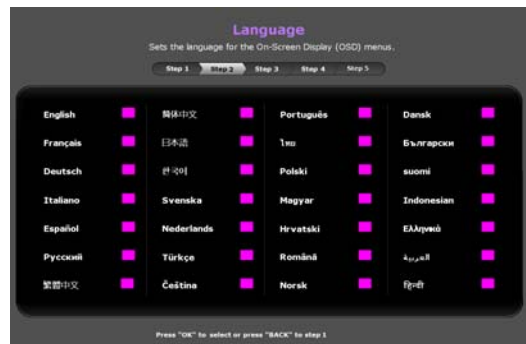 Language
Sets the language for the On-Screen Display (OSD) menus.
Step 1 Step 2 Step 3 Step 4 Step 5
English 简体中文 Português Dansk
Français 日本語 ไทย Български
Deutsch 한국어 Polski suomi
Italiano Svenska Magyar Indonesian
Español Nederlands Hrvatski Ελληνικά
Русский Türkçe Română العربية
繁體中文 Čeština Norsk हिन्दी
Press "OK" to select or press "BACK" to step 1